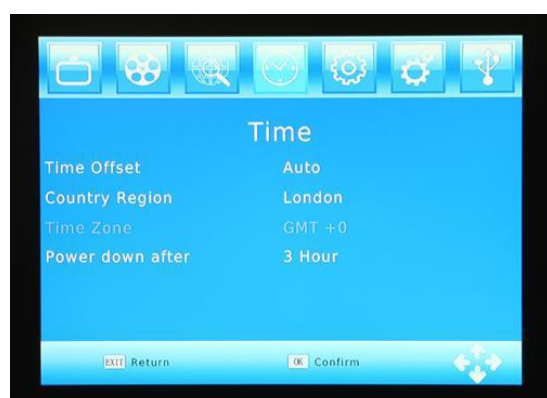 Time
Time Offset Auto
Country Region London
Time Zone GMT +0
Power down after 3 Hour
EXIT Return OK Confirm